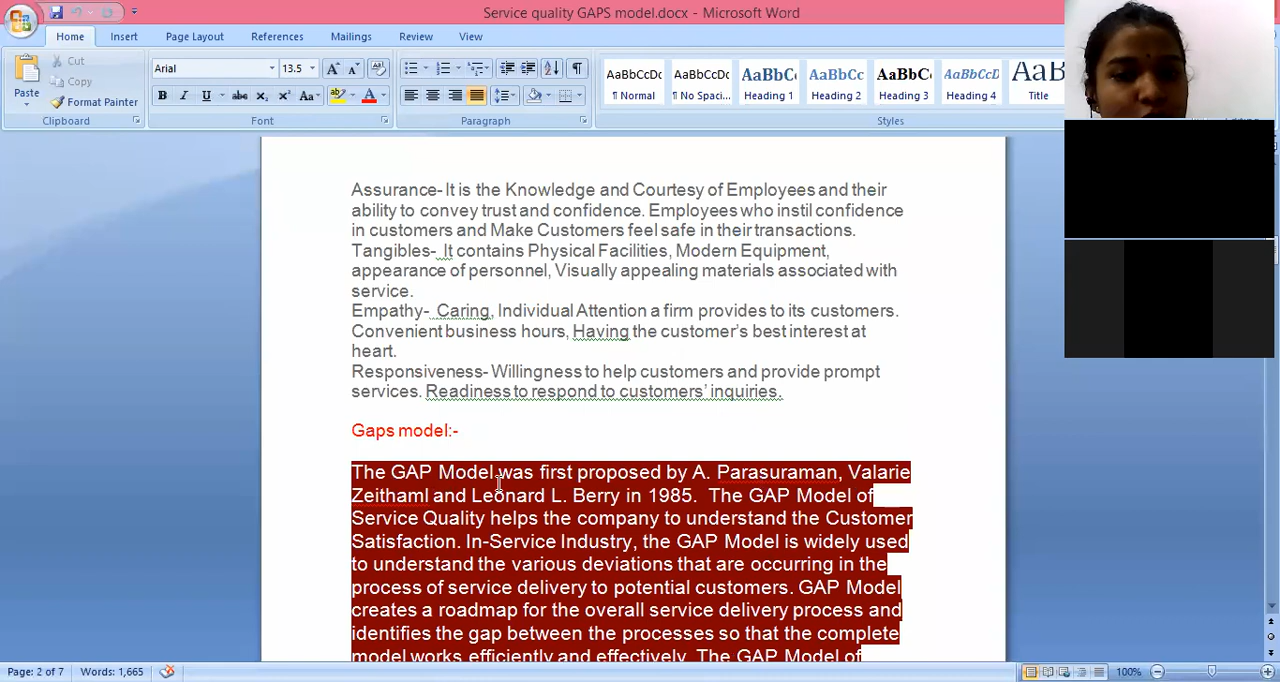 Service quality GAPS model.docx - Microsoft Word
Home Insert Page Layout References Mailings Review View
Paste
Cut
Copy
Format Painter
Clipboard
Arial 13.5
Font
Paragraph
AaBbCcDc AaBbCcDc AaBbC AaBbCc AaBbCc AaBbCcD AaB
¶ Normal ¶ No Spaci... Heading 1 Heading 2 Heading 3 Heading 4 Title
Styles
Assurance- It is the Knowledge and Courtesy of Employees and their
ability to convey trust and confidence. Employees who instil confidence
in customers and Make Customers feel safe in their transactions.
Tangibles- It contains Physical Facilities, Modern Equipment,
appearance of personnel, Visually appealing materials associated with
service.
Empathy- Caring, Individual Attention a firm provides to its customers.
Convenient business hours, Having the customer's best interest at
heart.
Responsiveness- Willingness to help customers and provide prompt
services. Readiness to respond to customers' inquiries.
Gaps model:-
The GAP Model was first proposed by A. Parasuraman, Valarie
Zeithaml and Leonard L. Berry in 1985. The GAP Model of
Service Quality helps the company to understand the Customer
Satisfaction. In-Service Industry, the GAP Model is widely used
to understand the various deviations that are occurring in the
process of service delivery to potential customers. GAP Model
creates a roadmap for the overall service delivery process and
identifies the gap between the processes so that the complete
model works efficiently and effectively. The GAP Model of
Page: 2 of 7 Words: 1,665 100%